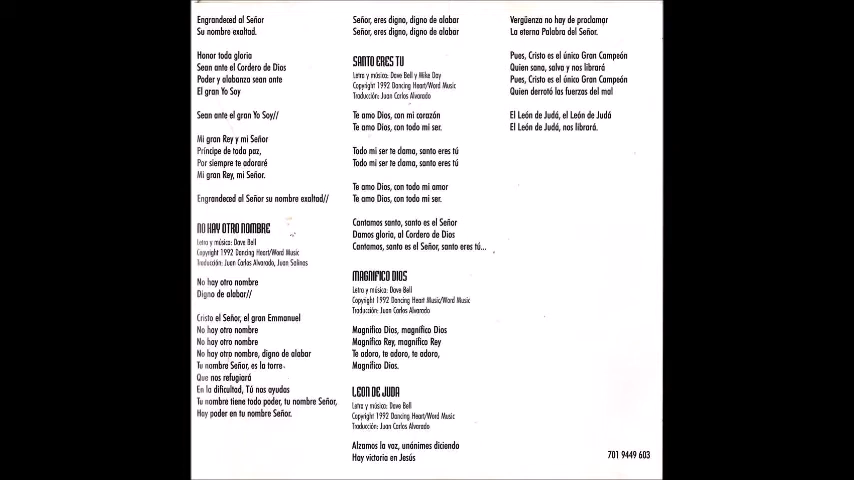 Engrandeced al Señor
Su nombre exaltad.
Honor toda gloria
Sean ante el Cordero de Dios
Poder y alabanza sean ante
El gran Yo Soy
Sean ante el gran Yo Soy//
Mi gran Rey y mi Señor
Príncipe de toda paz,
Por siempre te adoraré
Mi gran Rey, mi Señor.
Engrandeced al Señor su nombre exaltad//
NO HAY OTRO NOMBRE
Letra y música: Dave Bell
Copyright 1992 Dancing Heart/Word Music
Traducción: Juan Carlos Alvarado, Juan Salinas
No hay otro nombre
Digno de alabar//
Cristo el Señor, el gran Emmanuel
No hay otro nombre
No hay otro nombre
No hay otro nombre, digno de alabar
Tu nombre Señor, es la torre
Que nos refugiará
En la dificultad, Tú nos ayudas
Tu nombre tiene todo poder, tu nombre Señor,
Hay poder en tu nombre Señor.
Señor, eres digno, digno de alabar
Señor, eres digno, digno de alabar
SANTO ERES TU
Letra y música: Dave Bell y Mike Day
Copyright 1992 Dancing Heart/Word Music
Traducción: Juan Carlos Alvarado
Te amo Dios, con mi corazón
Te amo Dios, con todo mi ser.
Todo mi ser te clama, santo eres tú
Todo mi ser te clama, santo eres tú
Te amo Dios, con todo mi amor
Te amo Dios, con todo mi ser.
Cantamos santo, santo es el Señor
Damos gloria, al Cordero de Dios
Cantamos, santo es el Señor, santo eres tú...
MAGNIFICO DIOS
Letra y música: Dave Bell
Copyright 1992 Dancing Heart Music/Word Music
Traducción: Juan Carlos Alvarado
Magnífico Dios, magnífico Dios
Magnífico Rey, magnífico Rey
Te adoro, te adoro, te adoro,
Magnífico Dios.
LEON DE JUDA
Letra y música: Dave Bell
Copyright 1992 Dancing Heart/Word Music
Traducción: Juan Carlos Alvarado
Alzamos la voz, unánimes diciendo
Hay victoria en Jesús
Vergüenza no hay de proclamar
La eterna Palabra del Señor.
Pues, Cristo es el único Gran Campeón
Quien sana, salva y nos librará
Pues, Cristo es el único Gran Campeón
Quien derrotó las fuerzas del mal
El León de Judá, el León de Judá
El León de Judá, nos librará.
701 9449 603